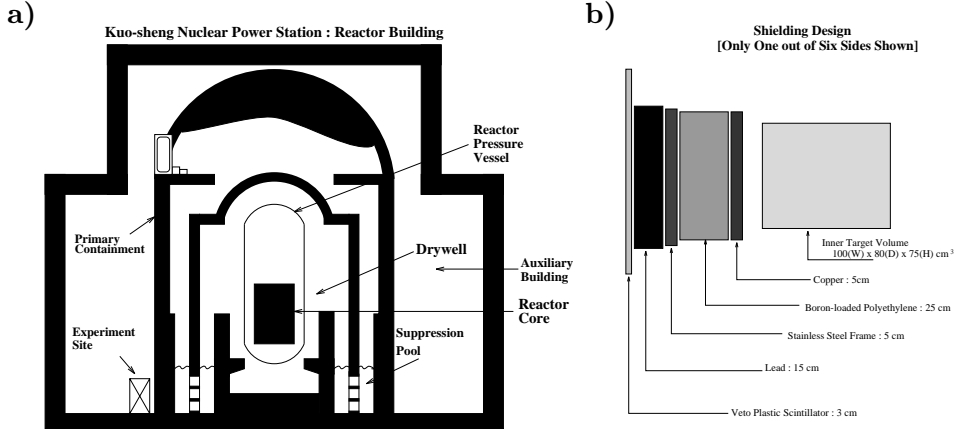 a)
Kuo-sheng Nuclear Power Station : Reactor Building
Reactor
Pressure
Vessel
Primary
Containment
Drywell
Auxiliary
Building
Reactor
Core
Experiment
Site
Suppression
Pool
b)
Shielding Design
[Only One out of Six Sides Shown]
Inner Target Volume
100(W) x 80(D) x 75(H) cm³
Copper : 5cm
Boron-loaded Polyethylene : 25 cm
Stainless Steel Frame : 5 cm
Lead : 15 cm
Veto Plastic Scintillator : 3 cm